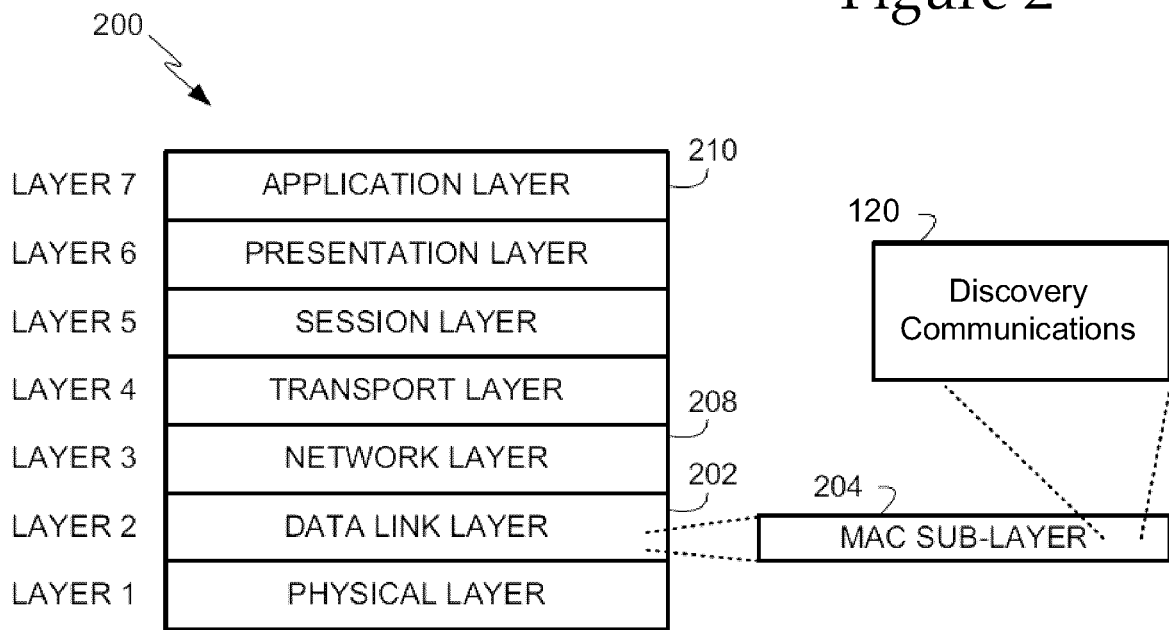 Figure 2
200
210
LAYER 7 APPLICATION LAYER
120
LAYER 6 PRESENTATION LAYER
Discovery
Communications
LAYER 5 SESSION LAYER
LAYER 4 TRANSPORT LAYER
208
LAYER 3 NETWORK LAYER
202
204
LAYER 2 DATA LINK LAYER
MAC SUB-LAYER
LAYER 1 PHYSICAL LAYER